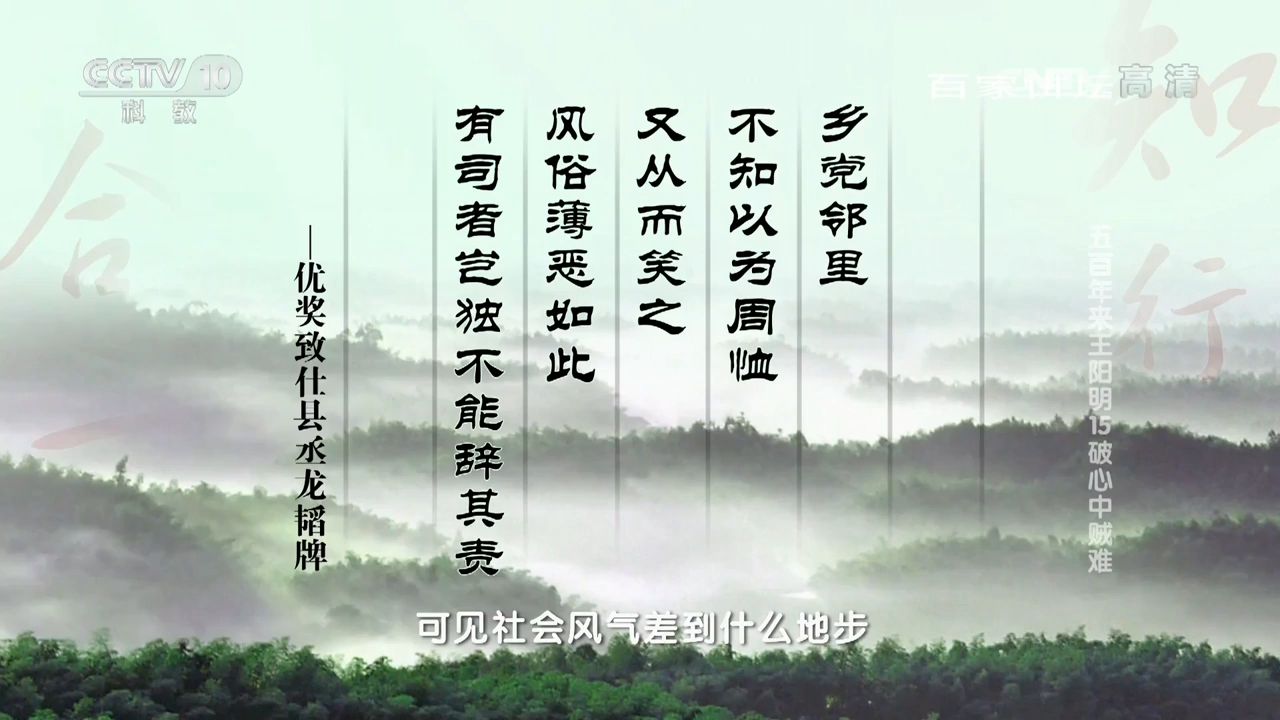 CCTV 10
科教
百家讲坛
高清
知行
合一
五百年来王阳明15破心中贼难
乡党邻里
不知以为周恤
又从而笑之
风俗薄恶如此
有司者岂独不能辞其责
—优奖致仕县丞龙韬牌
可见社会风气差到什么地步